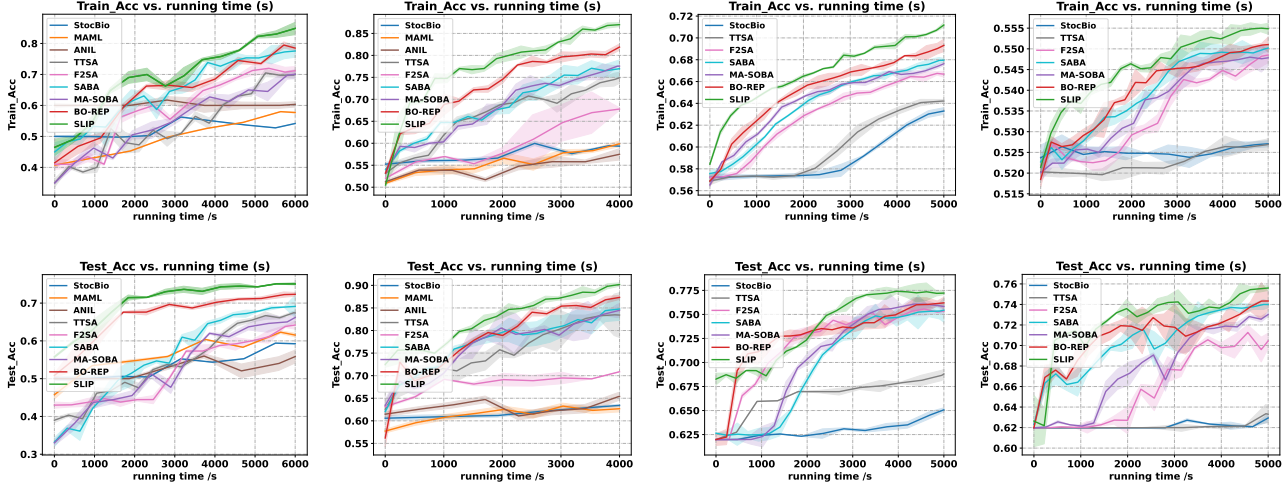 Train_Acc vs. running time (s)
Train_Acc
StocBio
MAML
ANIL
TTSA
F2SA
SABA
MA-SOBA
BO-REP
SLIP
0.8
0.7
0.6
0.5
0.4
0 1000 2000 3000 4000 5000 6000
running time /s
Train_Acc vs. running time (s)
Train_Acc
StocBio
MAML
ANIL
TTSA
F2SA
SABA
MA-SOBA
BO-REP
SLIP
0.85
0.80
0.75
0.70
0.65
0.60
0.55
0.50
0 1000 2000 3000 4000
running time /s
Train_Acc vs. running time (s)
Train_Acc
StocBio
TTSA
F2SA
SABA
MA-SOBA
BO-REP
SLIP
0.72
0.70
0.68
0.66
0.64
0.62
0.60
0.58
0.56
0 1000 2000 3000 4000 5000
running time /s
Train_Acc vs. running time (s)
Train_Acc
StocBio
TTSA
F2SA
SABA
MA-SOBA
BO-REP
SLIP
0.555
0.550
0.545
0.540
0.535
0.530
0.525
0.520
0.515
0 1000 2000 3000 4000 5000
running time /s
Test_Acc vs. running time (s)
Test_Acc
StocBio
MAML
ANIL
TTSA
F2SA
SABA
MA-SOBA
BO-REP
SLIP
0.7
0.6
0.5
0.4
0.3
0 1000 2000 3000 4000 5000 6000
running time /s
Test_Acc vs. running time (s)
Test_Acc
StocBio
MAML
ANIL
TTSA
F2SA
SABA
MA-SOBA
BO-REP
SLIP
0.90
0.85
0.80
0.75
0.70
0.65
0.60
0.55
0 1000 2000 3000 4000
running time /s
Test_Acc vs. running time (s)
Test_Acc
StocBio
TTSA
F2SA
SABA
MA-SOBA
BO-REP
SLIP
0.775
0.750
0.725
0.700
0.675
0.650
0.625
0 1000 2000 3000 4000 5000
running time /s
Test_Acc vs. running time (s)
Test_Acc
StocBio
TTSA
F2SA
SABA
MA-SOBA
BO-REP
SLIP
0.76
0.74
0.72
0.70
0.68
0.66
0.64
0.62
0.60
0 1000 2000 3000 4000 5000
running time /s